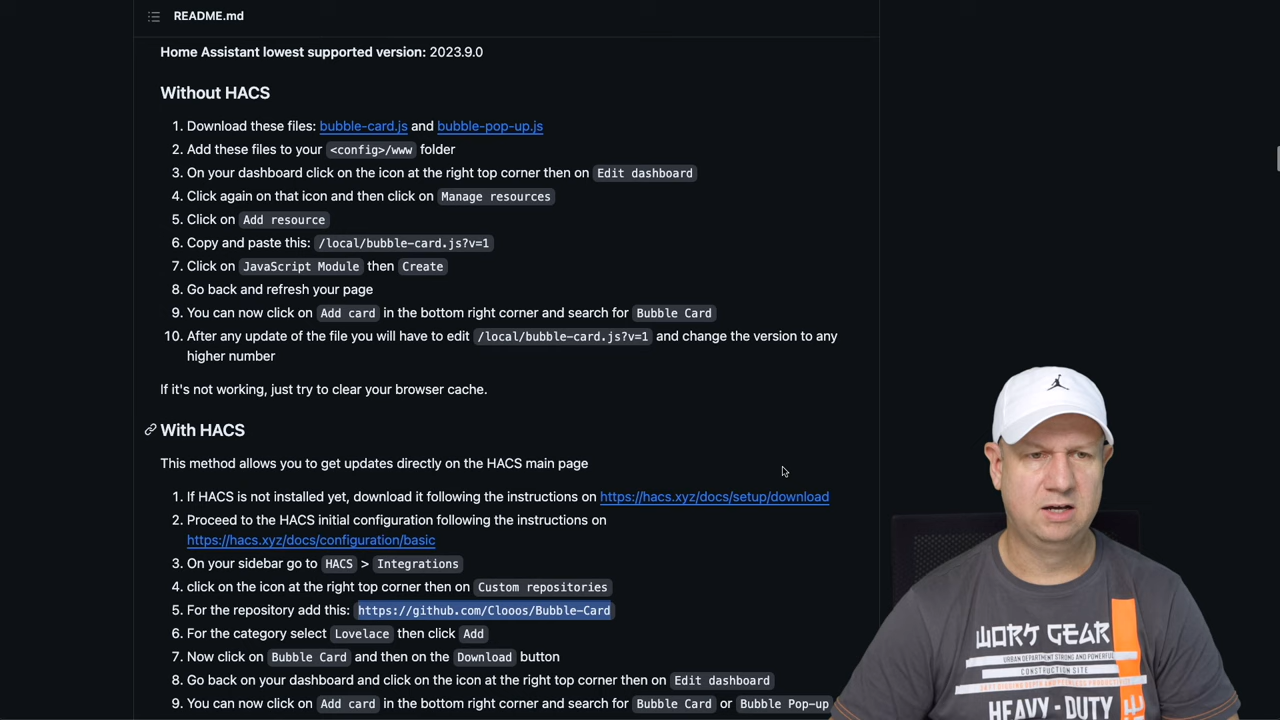 README.md
Home Assistant lowest supported version: 2023.9.0
Without HACS
1. Download these files: bubble-card.js and bubble-pop-up.js
2. Add these files to your <config>/www folder
3. On your dashboard click on the icon at the right top corner then on Edit dashboard
4. Click again on that icon and then click on Manage resources
5. Click on Add resource
6. Copy and paste this: /local/bubble-card.js?v=1
7. Click on JavaScript Module then Create
8. Go back and refresh your page
9. You can now click on Add card in the bottom right corner and search for Bubble Card
10. After any update of the file you will have to edit /local/bubble-card.js?v=1 and change the version to any
higher number
If it's not working, just try to clear your browser cache.
With HACS
This method allows you to get updates directly on the HACS main page
1. If HACS is not installed yet, download it following the instructions on https://hacs.xyz/docs/setup/download
2. Proceed to the HACS initial configuration following the instructions on
https://hacs.xyz/docs/configuration/basic
3. On your sidebar go to HACS > Integrations
4. click on the icon at the right top corner then on Custom repositories
5. For the repository add this: https://github.com/Clooos/Bubble-Card
6. For the category select Lovelace then click Add
7. Now click on Bubble Card and then on the Download button
8. Go back on your dashboard and click on the icon at the right top corner then on Edit dashboard
9. You can now click on Add card in the bottom right corner and search for Bubble Card or Bubble Pop-up
WORK GEAR
CONSTRUCTION SITE
HEAVY-DUTY